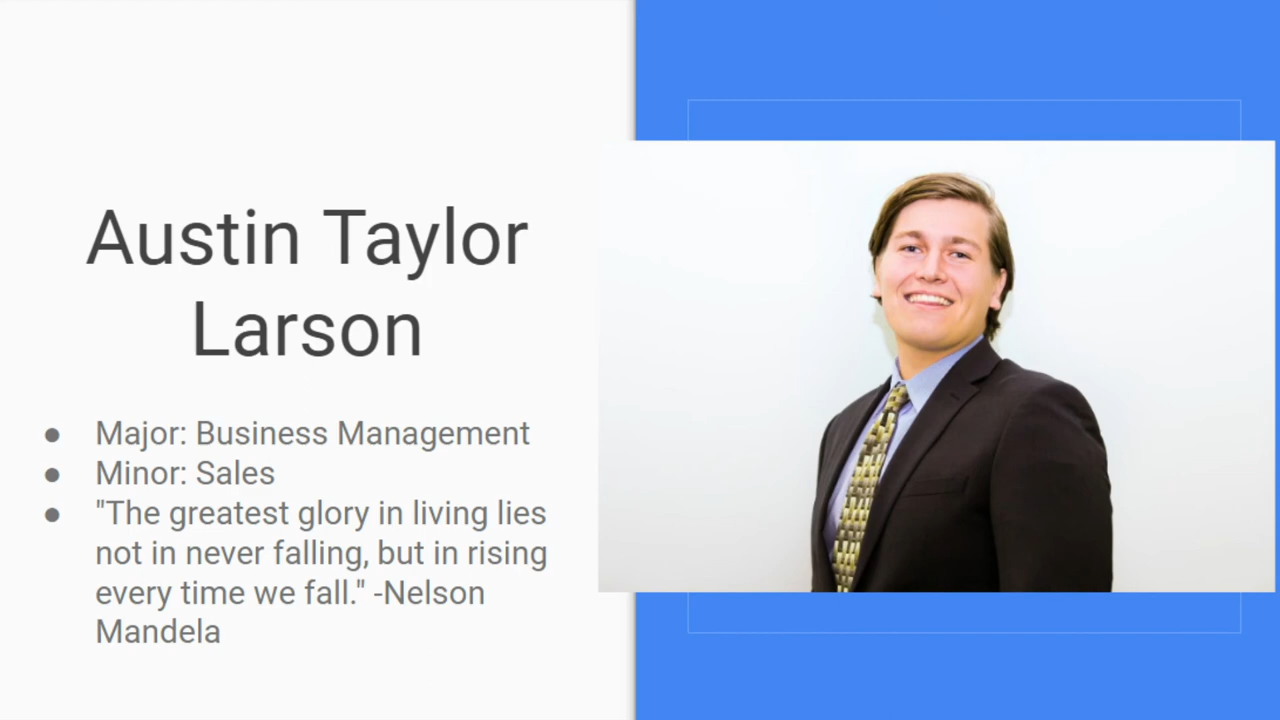 Austin Taylor
Larson
● Major: Business Management
● Minor: Sales
● "The greatest glory in living lies
not in never falling, but in rising
every time we fall." -Nelson
Mandela